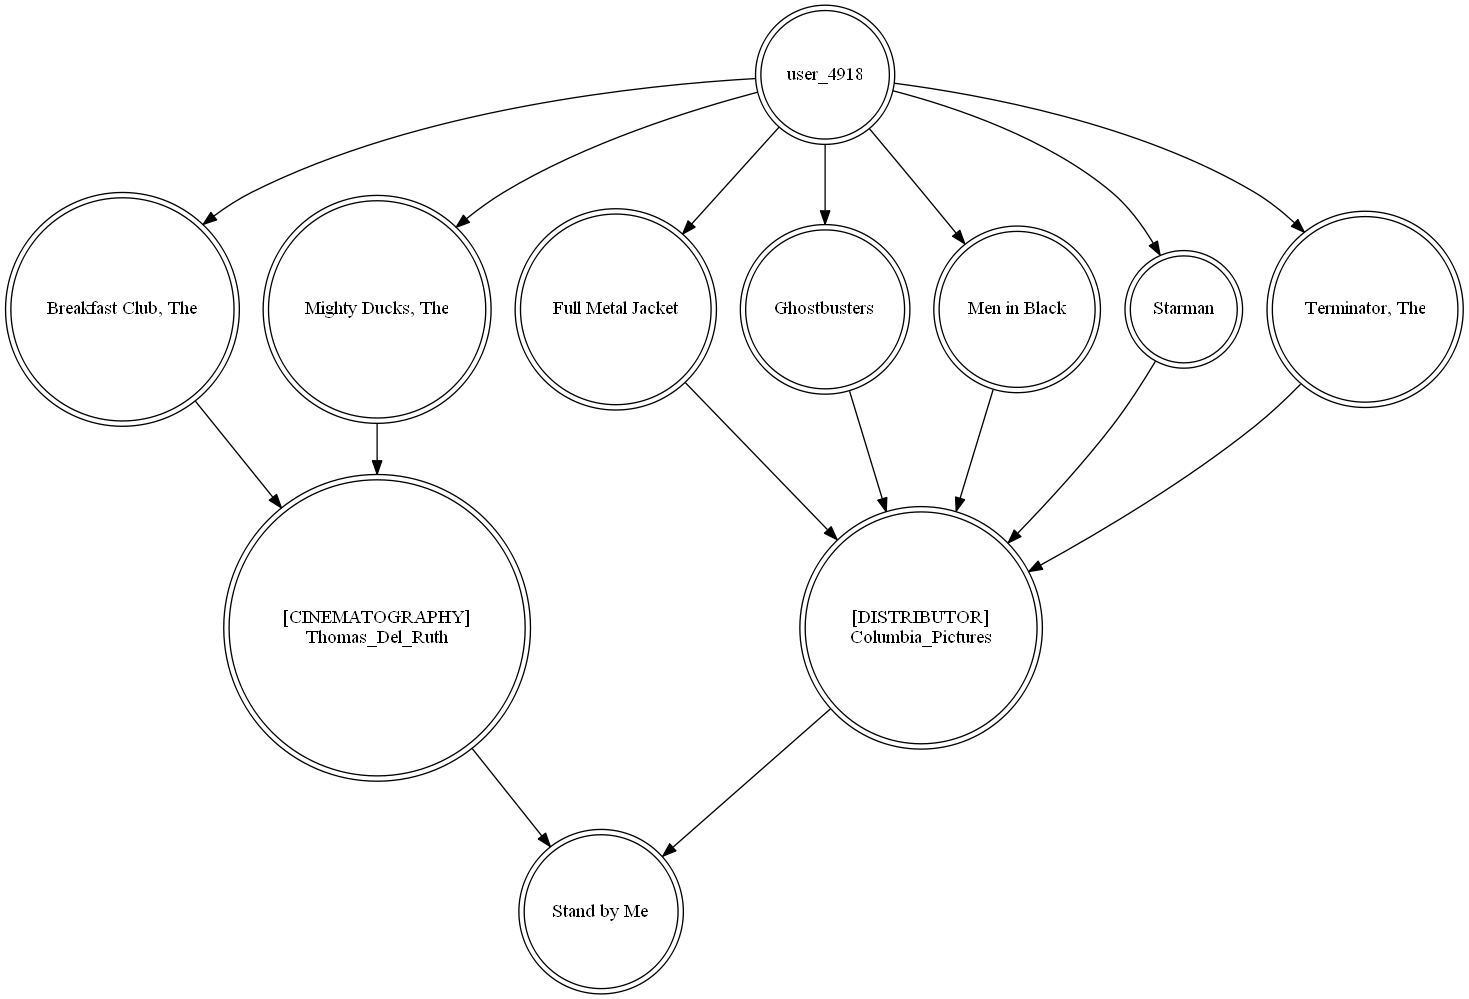 user_4918
Breakfast Club, The
Mighty Ducks, The
Full Metal Jacket
Ghostbusters
Men in Black
Starman
Terminator, The
[CINEMATOGRAPHY]
Thomas_Del_Ruth
[DISTRIBUTOR]
Columbia_Pictures
Stand by Me